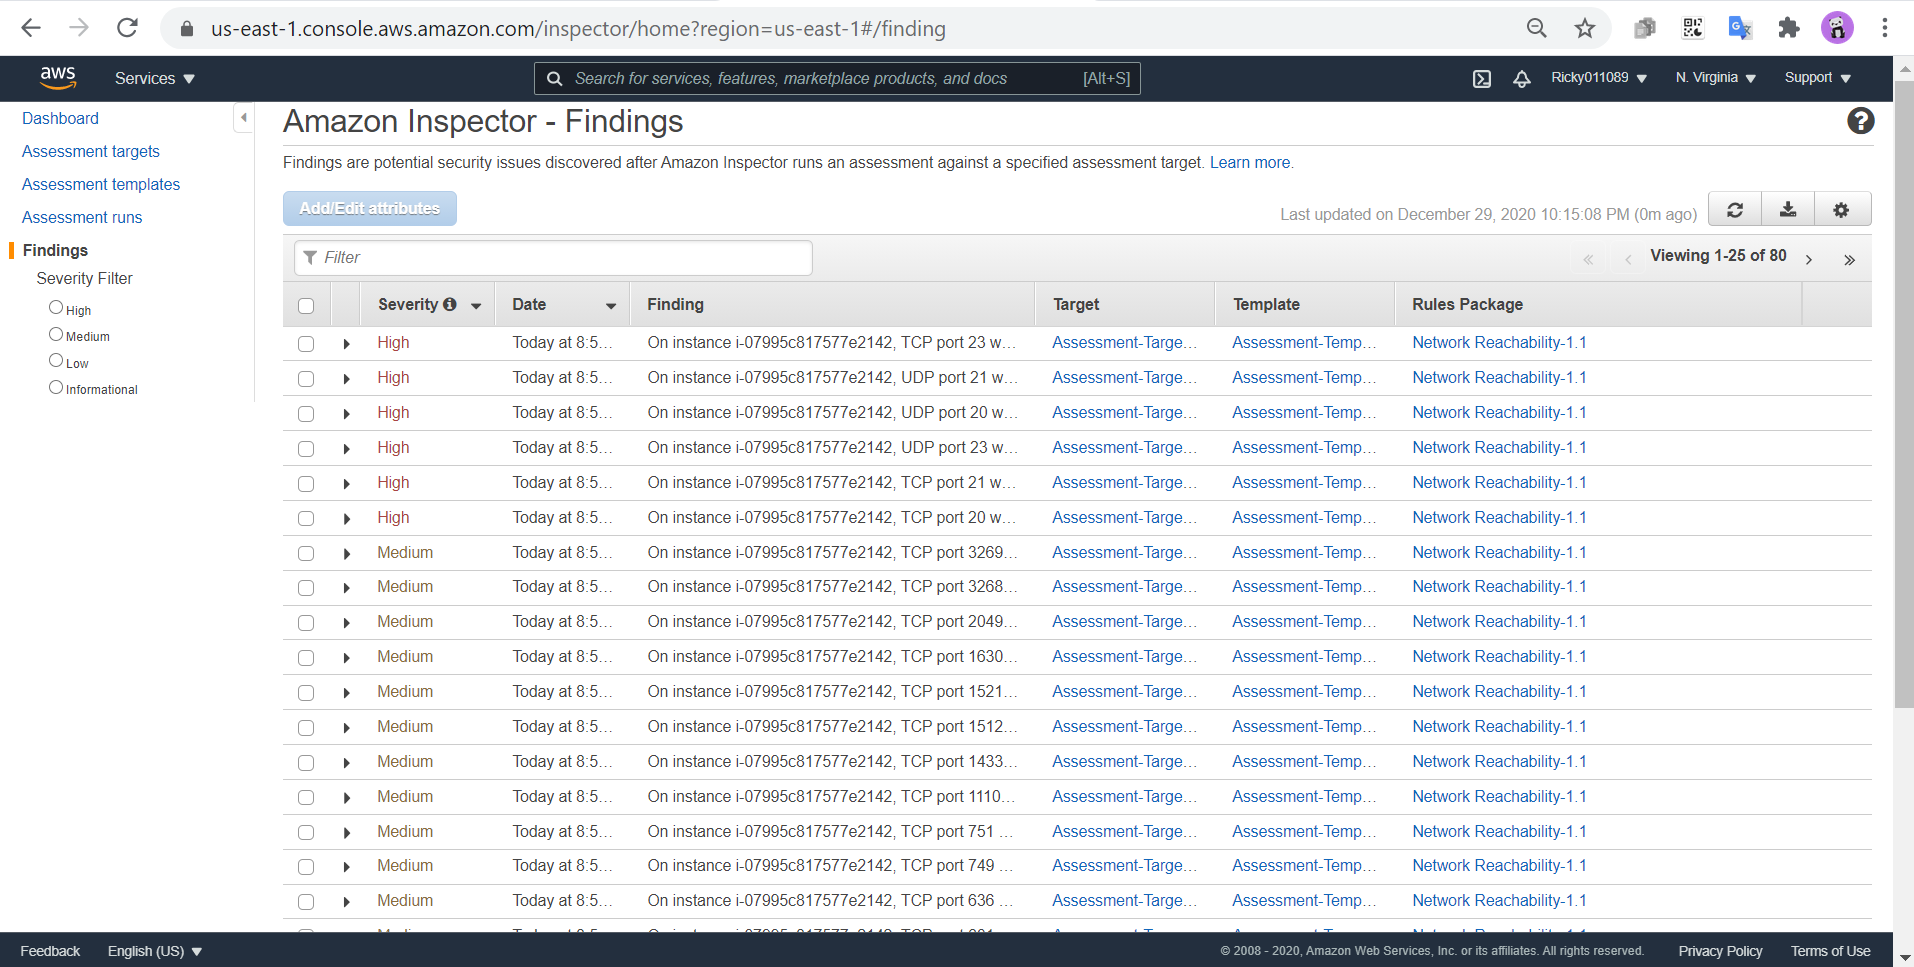 us-east-1.console.aws.amazon.com/inspector/home?region=us-east-1#/finding
aws Services Search for services, features, marketplace products, and docs [Alt+S] Ricky011089 N. Virginia Support
Dashboard
Assessment targets
Assessment templates
Assessment runs
Findings
Severity Filter
High
Medium
Low
Informational
Amazon Inspector - Findings
Findings are potential security issues discovered after Amazon Inspector runs an assessment against a specified assessment target. Learn more.
Add/Edit attributes Last updated on December 29, 2020 10:15:08 PM (0m ago)
Filter Viewing 1-25 of 80
Severity Date Finding Target Template Rules Package
High Today at 8:5... On instance i-07995c817577e2142, TCP port 23 w... Assessment-Targe... Assessment-Temp... Network Reachability-1.1
High Today at 8:5... On instance i-07995c817577e2142, UDP port 21 w... Assessment-Targe... Assessment-Temp... Network Reachability-1.1
High Today at 8:5... On instance i-07995c817577e2142, UDP port 20 w... Assessment-Targe... Assessment-Temp... Network Reachability-1.1
High Today at 8:5... On instance i-07995c817577e2142, UDP port 23 w... Assessment-Targe... Assessment-Temp... Network Reachability-1.1
High Today at 8:5... On instance i-07995c817577e2142, TCP port 21 w... Assessment-Targe... Assessment-Temp... Network Reachability-1.1
High Today at 8:5... On instance i-07995c817577e2142, TCP port 20 w... Assessment-Targe... Assessment-Temp... Network Reachability-1.1
Medium Today at 8:5... On instance i-07995c817577e2142, TCP port 3269... Assessment-Targe... Assessment-Temp... Network Reachability-1.1
Medium Today at 8:5... On instance i-07995c817577e2142, TCP port 3268... Assessment-Targe... Assessment-Temp... Network Reachability-1.1
Medium Today at 8:5... On instance i-07995c817577e2142, TCP port 2049... Assessment-Targe... Assessment-Temp... Network Reachability-1.1
Medium Today at 8:5... On instance i-07995c817577e2142, TCP port 1630... Assessment-Targe... Assessment-Temp... Network Reachability-1.1
Medium Today at 8:5... On instance i-07995c817577e2142, TCP port 1521... Assessment-Targe... Assessment-Temp... Network Reachability-1.1
Medium Today at 8:5... On instance i-07995c817577e2142, TCP port 1512... Assessment-Targe... Assessment-Temp... Network Reachability-1.1
Medium Today at 8:5... On instance i-07995c817577e2142, TCP port 1433... Assessment-Targe... Assessment-Temp... Network Reachability-1.1
Medium Today at 8:5... On instance i-07995c817577e2142, TCP port 1110... Assessment-Targe... Assessment-Temp... Network Reachability-1.1
Medium Today at 8:5... On instance i-07995c817577e2142, TCP port 751 ... Assessment-Targe... Assessment-Temp... Network Reachability-1.1
Medium Today at 8:5... On instance i-07995c817577e2142, TCP port 749 ... Assessment-Targe... Assessment-Temp... Network Reachability-1.1
Medium Today at 8:5... On instance i-07995c817577e2142, TCP port 636 ... Assessment-Targe... Assessment-Temp... Network Reachability-1.1
Feedback English (US) © 2008 - 2020, Amazon Web Services, Inc. or its affiliates. All rights reserved. Privacy Policy Terms of Use